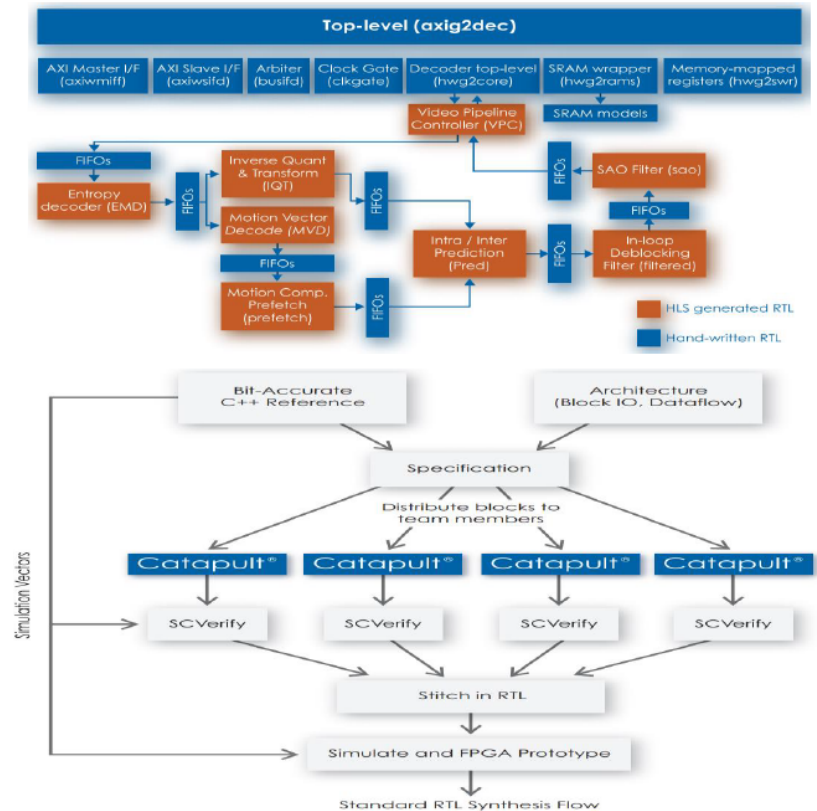 Top-level (axig2dec)
AXI Master I/F
(axiwmiff)
AXI Slave I/F
(axiwsifd)
Arbiter
(busifd)
Clock Gate
(clkgate)
Decoder top-level
(hwg2core)
SRAM wrapper
(hwg2rams)
Memory-mapped
registers (hwg2swr)
Video Pipeline
Controller (VPC)
SRAM models
FIFOs
Entropy
decoder (EMD)
FIFOs
Inverse Quant
& Transform
(IQT)
Motion Vector
Decode (MVD)
FIFOs
Motion Comp.
Prefetch
(prefetch)
FIFOs
FIFOs
Intra / Inter
Prediction
(Pred)
FIFOs
In-loop
Deblocking
Filter (filtered)
FIFOs
SAO Filter (sao)
FIFOs
HLS generated RTL
Hand-written RTL
Bit-Accurate
C++ Reference
Architecture
(Block IO, Dataflow)
Specification
Distribute blocks to
team members
Catapult®
Catapult®
Catapult®
Catapult®
SCVerify
SCVerify
SCVerify
SCVerify
Simulation Vectors
Stitch in RTL
Simulate and FPGA Prototype
Standard RTL Synthesis Flow